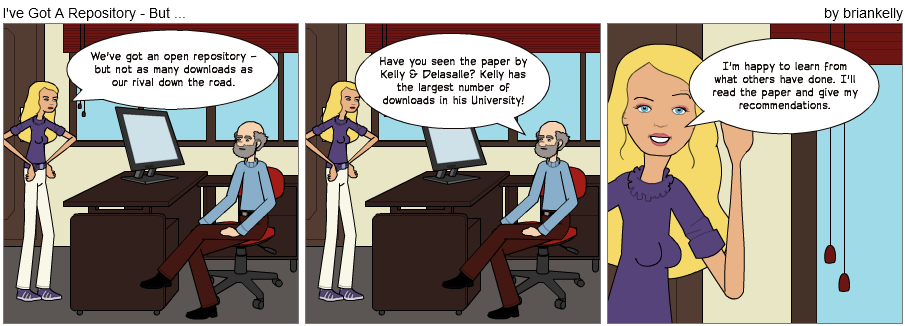 I've Got A Repository - But ...
by briankelly
We've got an open repository –
but not as many downloads as
our rival down the road.
Have you seen the paper by
Kelly & Delasalle? Kelly has
the largest number of
downloads in his University!
I'm happy to learn from
what others have done. I'll
read the paper and give my
recommendations.